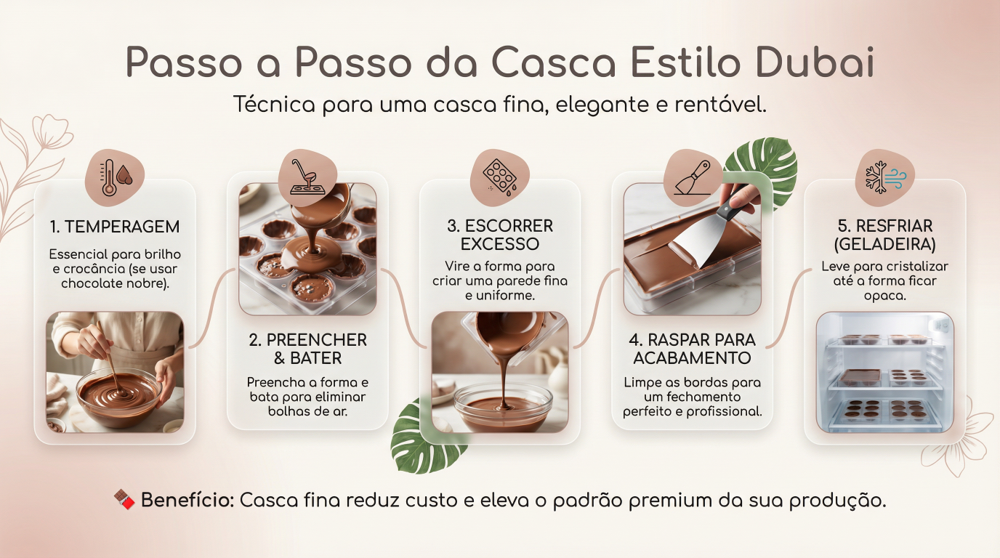 Passo a Passo da Casca Estilo Dubai
Técnica para uma casca fina, elegante e rentável.
1. TEMPERAGEM
Essencial para brilho
e crocância (se usar
chocolate nobre).
2. PREENCHER
& BATER
Preencha a forma e
bata para eliminar
bolhas de ar.
3. ESCORRER
EXCESSO
Vire a forma para
criar uma parede fina
e uniforme.
4. RASPAR PARA
ACABAMENTO
Limpe as bordas para
um fechamento
perfeito e profissional.
5. RESFRIAR
(GELADEIRA)
Leve para cristalizar
até a forma ficar
opaca.
🍫 Benefício: Casca fina reduz custo e eleva o padrão premium da sua produção.